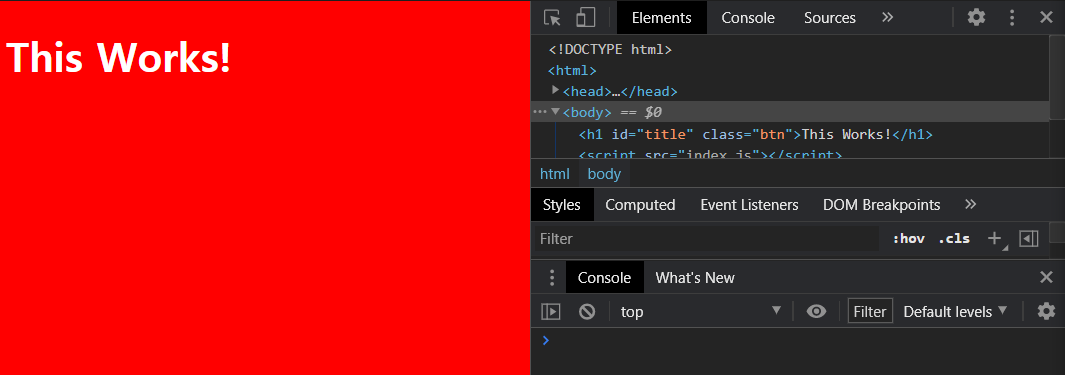 This Works!
Elements Console Sources
<!DOCTYPE html>
<html>
<head>…</head>
<body> == $0
<h1 id="title" class="btn">This Works!</h1>
<script src="index.js"></script>
html body
Styles Computed Event Listeners DOM Breakpoints
Filter :hov .cls
Console What's New
top Filter Default levels